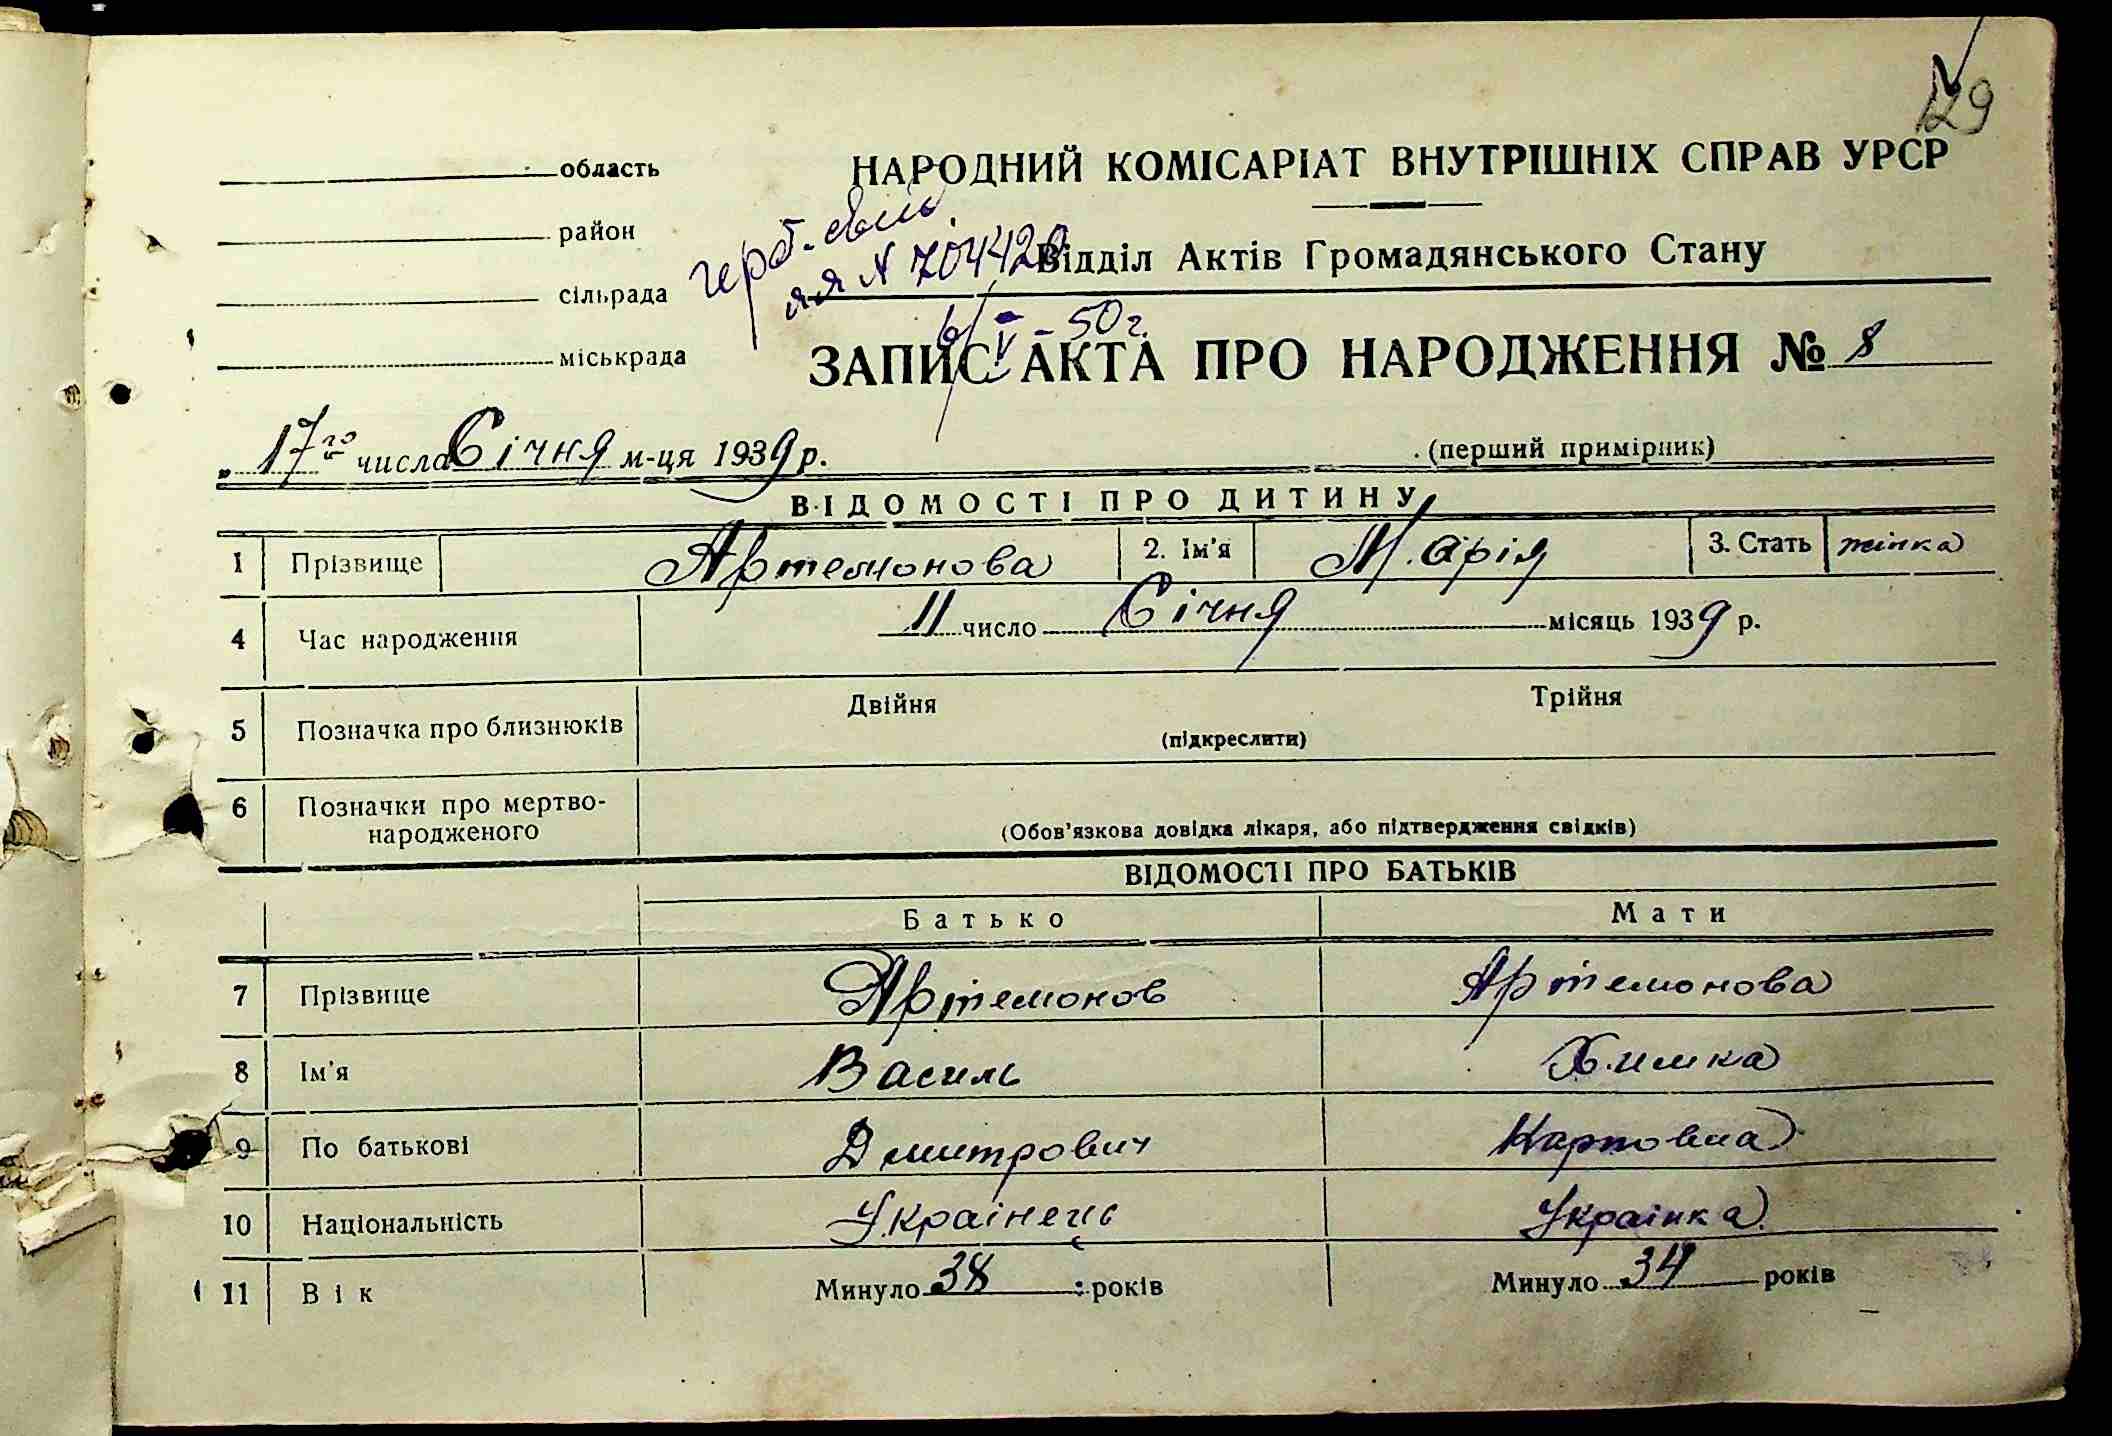 129
область
НАРОДНИЙ КОМІСАРІАТ ВНУТРІШНІХ СПРАВ УРСР
район
Відділ Актів Громадянського Стану
герб.
№ 704420
сільрада
6/V-50 г.
міськрада
ЗАПИС АКТА ПРО НАРОДЖЕННЯ № 8
„17го числа Січня м-ця 1939 р. (перший примірник)
ВІДОМОСТІ ПРО ДИТИНУ
1 Прізвище Артемонова 2. Ім'я Марія 3. Стать жінка
4 Час народження 11 число Січня місяць 1939 р.
5 Позначка про близнюків Двійня Трійня
(підкреслити)
6 Позначки про мертво-
народженого (Обов'язкова довідка лікаря, або підтвердження свідків)
ВІДОМОСТІ ПРО БАТЬКІВ
Батько Мати
7 Прізвище Артемонов Артемонова
8 Ім'я Василь Химка
9 По батькові Дмитрович Карповна
10 Національність Українець Українка
11 Вік Минуло 38 років Минуло 34 років